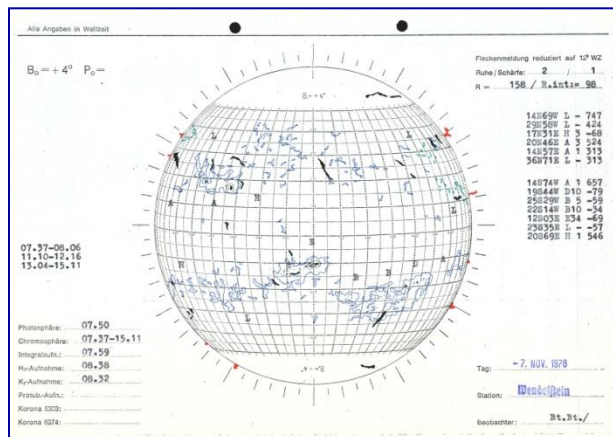 Alle Angaben in Weltzeit
B₀ = + 4° P₀ =
Fleckenmeldung reduziert auf 12ʰ WZ
Ruhe/Schärfe: 2 / 1
R = 158 / R.int:= 98
14N69W L - 747
29N58W L - 424
17N31E H 3 -68
20N46E A 3 524
14N57E A 1 313
36N71E L - 313
14S74W A 1 657
19S44W D10 -79
25S29W B 5 -59
22S14W B10 -34
12S03E E34 -69
23S35E L - -57
20S69E H 1 546
B₀ = + 4°
L
L
A
A
H
L
B
H
B
B
D
A
L
07.37-08.06
11.10-12.16
13.04-15.11
Photosphäre: 07.50
Chromosphäre: 07.37-15.11
Integralaufn.: 07.59
Hα-Aufnahme: 08.38
K₃-Aufnahme: 08.32
Protub.-Aufn.:
Korona 5303:
Korona 6374:
Tag: - 7. NOV. 1978
Station: Wendelstein
Beobachter: Bt.Bt./